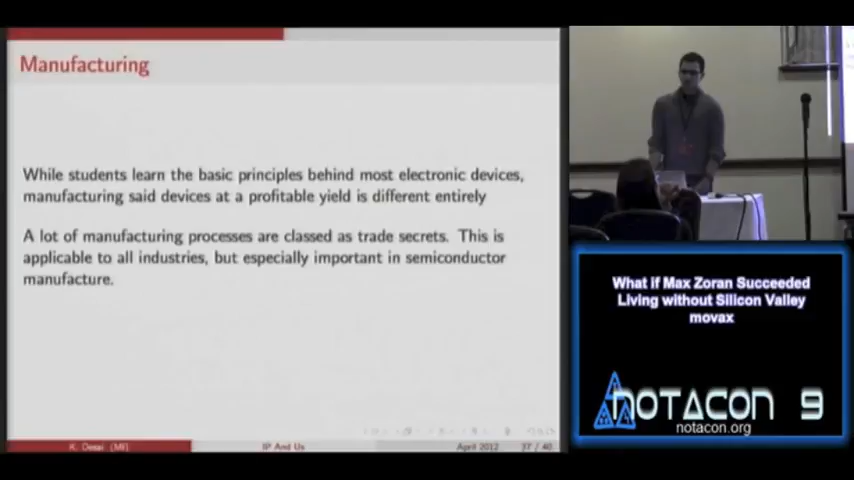 Manufacturing
While students learn the basic principles behind most electronic devices,
manufacturing said devices at a profitable yield is different entirely
A lot of manufacturing processes are classed as trade secrets. This is
applicable to all industries, but especially important in semiconductor
manufacture.
K. Desai (MII)
IP And Us
April 2012
37 / 40
What if Max Zoran Succeeded
Living without Silicon Valley
movax
NOTACON 9
notacon.org